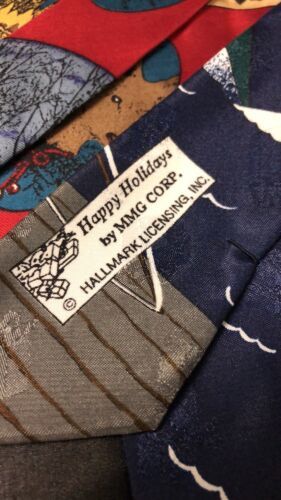 Happy Holidays
by MMG CORP.
© HALLMARK LICENSING, INC.